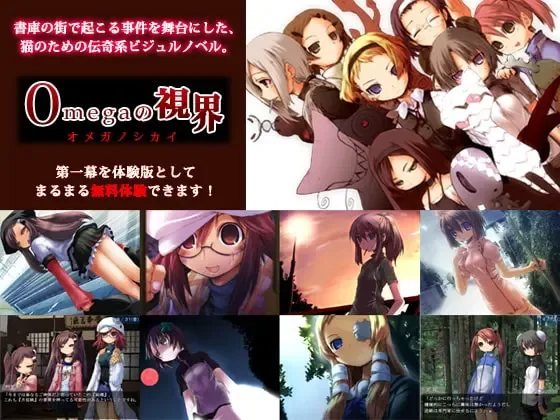 書庫の街で起こる事件を舞台にした、
猫のための伝奇系ビジュルノベル。
Omegaの視界
オメガノシカイ
第一幕を体験版として
まるまる無料体験できます！